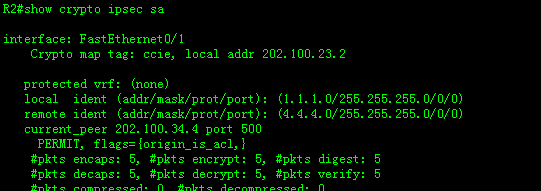 R2#show crypto ipsec sa
interface: FastEthernet0/1
Crypto map tag: ccie, local addr 202.100.23.2
protected vrf: (none)
local ident (addr/mask/prot/port): (1.1.1.0/255.255.255.0/0/0)
remote ident (addr/mask/prot/port): (4.4.4.0/255.255.255.0/0/0)
current_peer 202.100.34.4 port 500
PERMIT, flags={origin_is_acl,}
#pkts encaps: 5, #pkts encrypt: 5, #pkts digest: 5
#pkts decaps: 5, #pkts decrypt: 5, #pkts verify: 5
#pkts compressed: 0, #pkts decompressed: 0